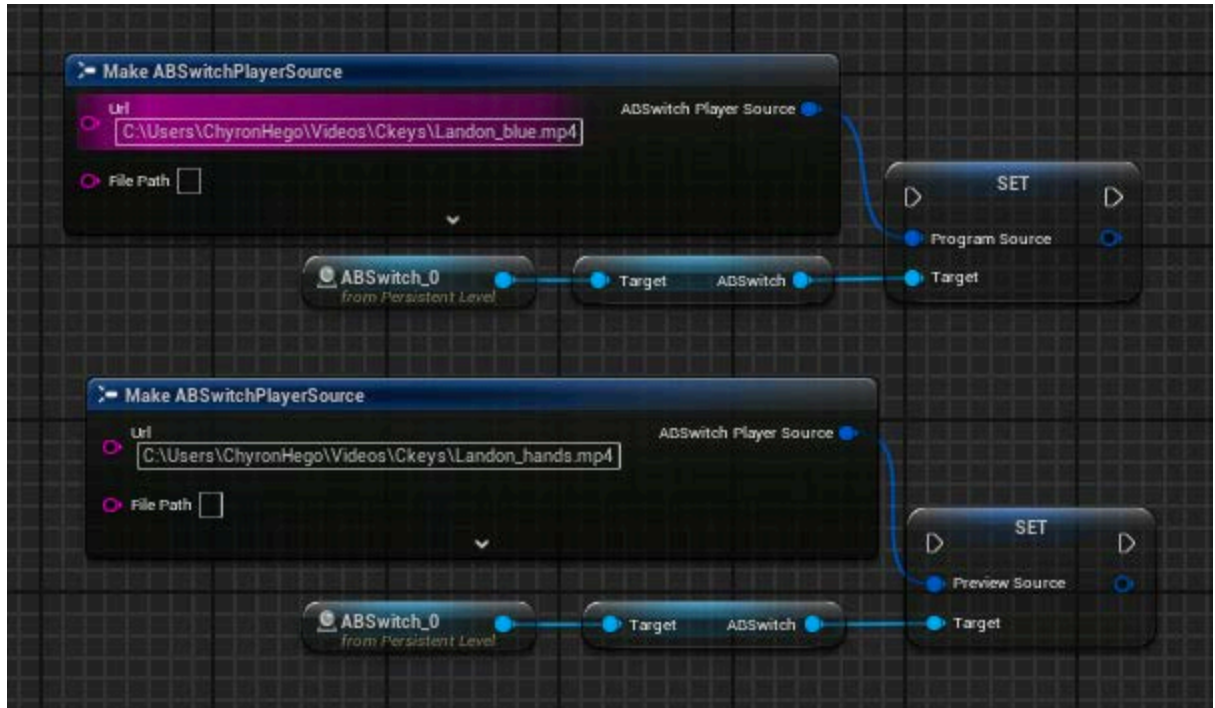 Make ABSwitchPlayerSource
Url
ABSwitch Player Source
C:\Users\ChyronHego\Videos\Ckeys\Landon_blue.mp4
File Path
SET
Program Source
ABSwitch_0
from Persistent Level
Target
ABSwitch
Target
Make ABSwitchPlayerSource
Url
ABSwitch Player Source
C:\Users\ChyronHego\Videos\Ckeys\Landon_hands.mp4
File Path
SET
Preview Source
ABSwitch_0
from Persistent Level
Target
ABSwitch
Target